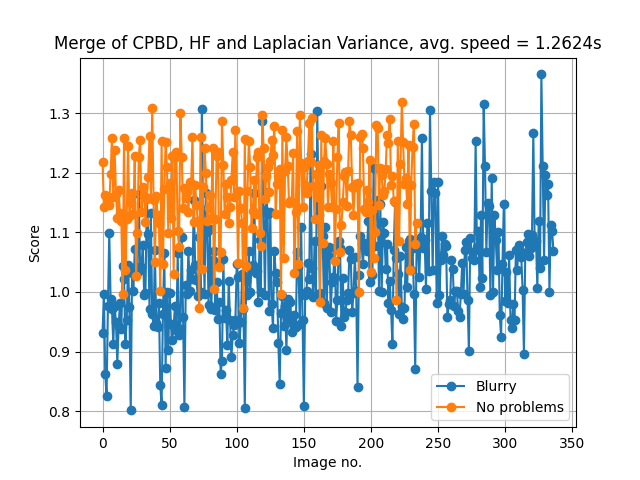 Merge of CPBD, HF and Laplacian Variance, avg. speed = 1.2624s
1.3
1.2
1.1
1.0
0.9
0.8
Score
0
50
100
150
200
250
300
350
Image no.
Blurry
No problems